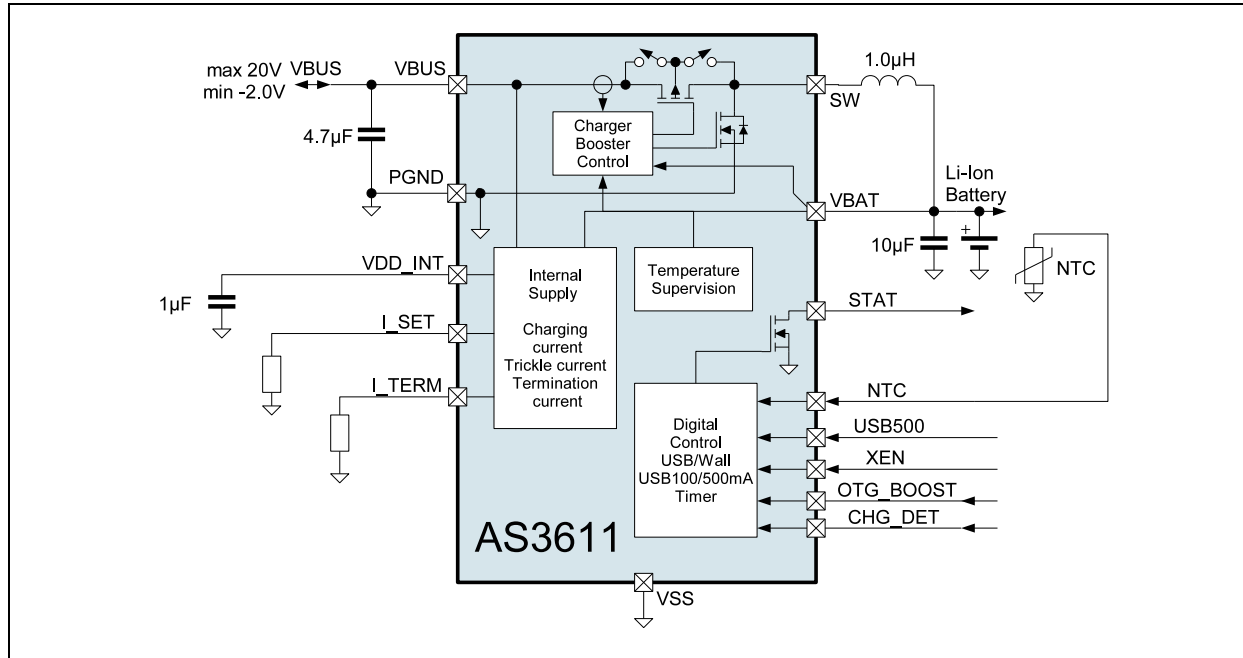 max 20V VBUS
min -2.0V
VBUS
4.7µF
PGND
Charger
Booster
Control
1.0µH
SW
VBAT
Li-Ion
Battery
10µF
+
NTC
VDD_INT
1µF
I_SET
I_TERM
Internal
Supply
Charging
current
Trickle current
Termination
current
Temperature
Supervision
STAT
Digital
Control
USB/Wall
USB100/500mA
Timer
NTC
USB500
XEN
OTG_BOOST
CHG_DET
AS3611
VSS